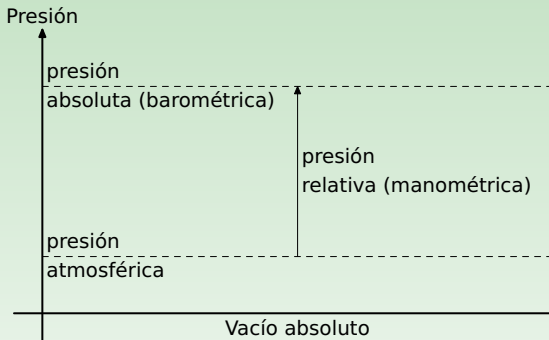 Presión
presión
absoluta (barométrica)
presión
relativa (manométrica)
presión
atmosférica
Vacío absoluto